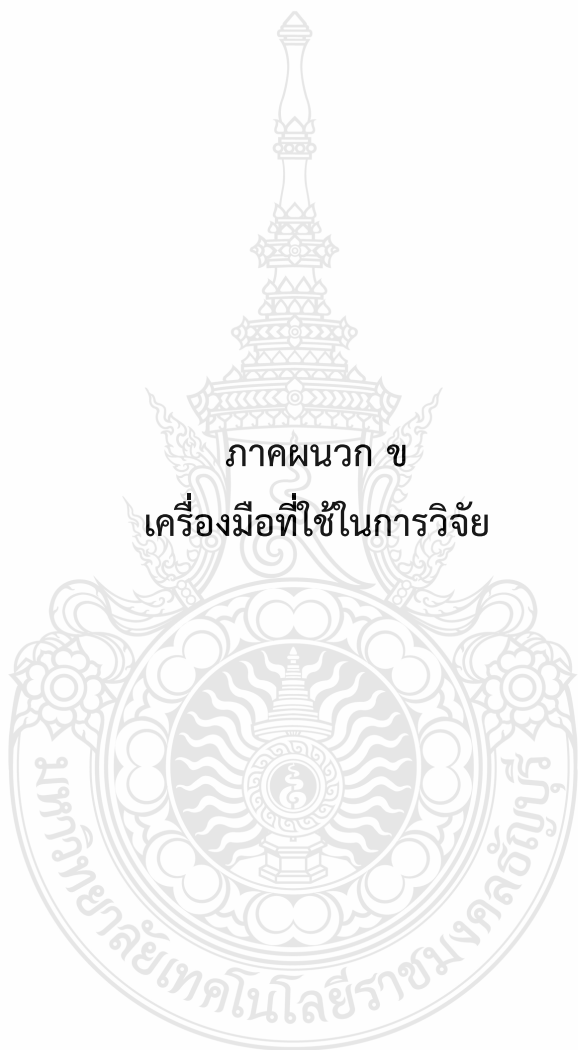 ภาคผนวก ข
เครื่องมือที่ใช้ในการวิจัย
มหาวิทยาลัยเทคโนโลยีราชมงคลธัญบุรี